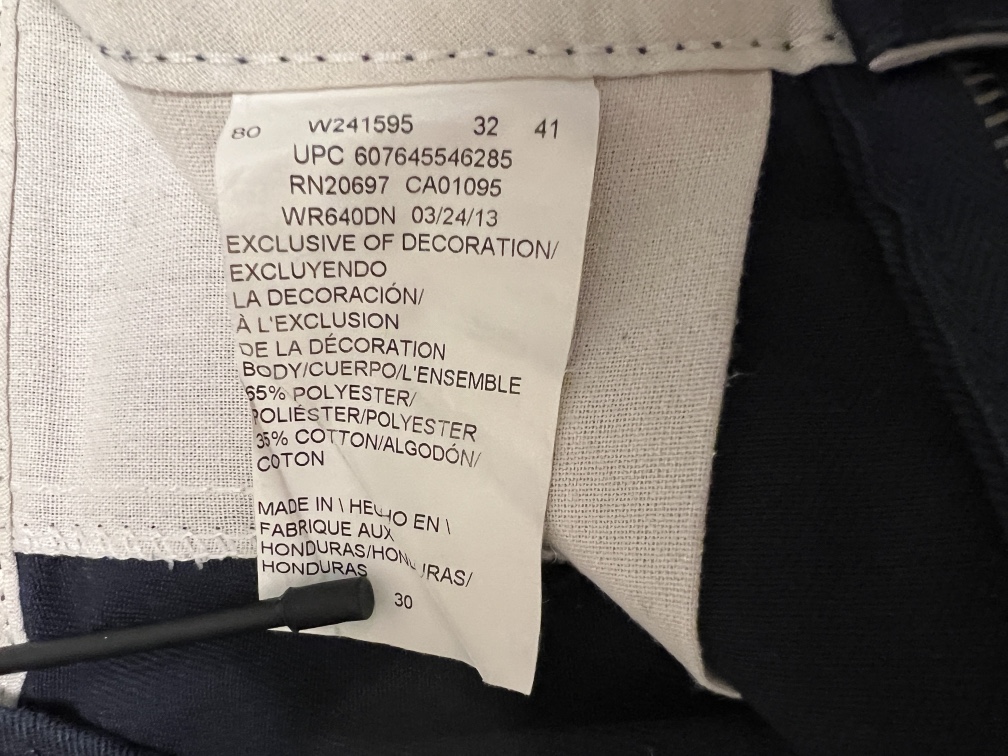 80 W241595 32 41
UPC 607645546285
RN20697 CA01095
WR640DN 03/24/13
EXCLUSIVE OF DECORATION/
EXCLUYENDO
LA DECORACIÓN/
À L'EXCLUSION
DE LA DÉCORATION
BODY/CUERPO/L'ENSEMBLE
65% POLYESTER/
POLIÉSTER/POLYESTER
35% COTTON/ALGODÓN/
COTON
MADE IN \ HECHO EN \
FABRIQUE AUX
HONDURAS/HONDURAS/
HONDURAS
30